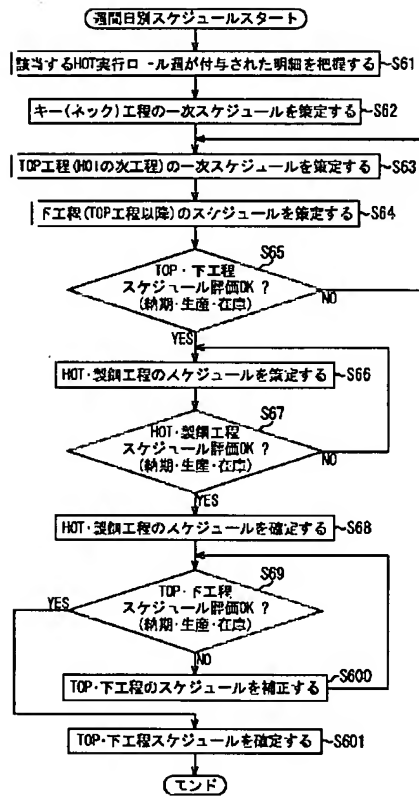 週間日別スケジュールスタート
該当するHOT実行ロール週が付与された明細を把握する
S61
キー(ネック)工程の一次スケジュールを策定する
S62
TOP工程(HOTの次工程)の一次スケジュールを策定する
S63
下工程(TOP工程以降)のスケジュールを策定する
S64
S65
TOP・下工程
スケジュール評価OK?
(納期・生産・在庫)
NO
YES
HOT・製鋼工程のスケジュールを策定する
S66
S67
HOT・製鋼工程
スケジュール評価OK?
(納期・生産・在庫)
NO
YES
HOT・製鋼工程のスケジュールを確定する
S68
S69
YES
TOP・下工程
スケジュール評価OK?
(納期・生産・在庫)
NO
S600
TOP・下工程のスケジュールを補正する
TOP・下工程スケジュールを確定する
S601
エンド